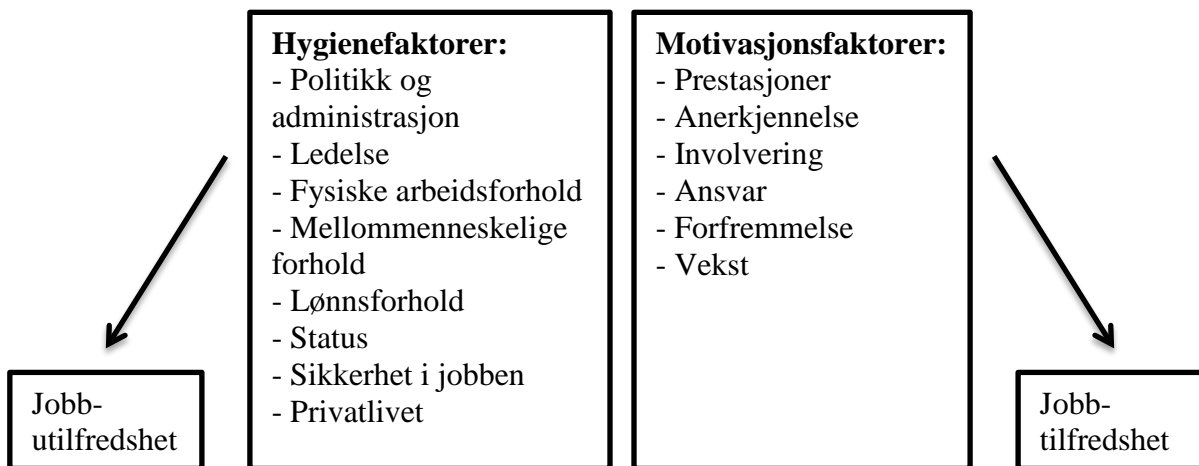 Hygienefaktorer:
- Politikk og
administrasjon
- Ledelse
- Fysiske arbeidsforhold
- Mellommenneskelige
forhold
- Lønnsforhold
- Status
- Sikkerhet i jobben
- Privatlivet
Motivasjonsfaktorer:
- Prestasjoner
- Anerkjennelse
- Involvering
- Ansvar
- Forfremmelse
- Vekst
Jobb-
utilfredshet
Jobb-
tilfredshet